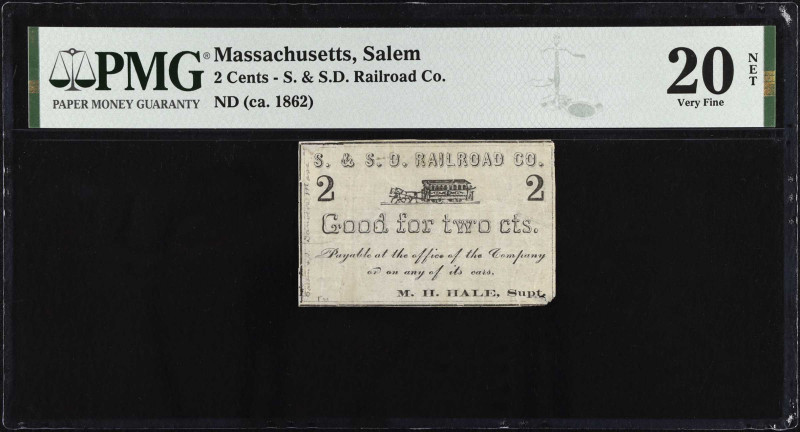 PMG®
PAPER MONEY GUARANTY
Massachusetts, Salem
2 Cents - S. & S.D. Railroad Co.
ND (ca. 1862)
20
Very Fine
NET
S. & S. D. RAILROAD CO.
2 2
Good for two cts.
Payable at the office of the Company
or on any of its cars.
M. H. HALE, Supt.